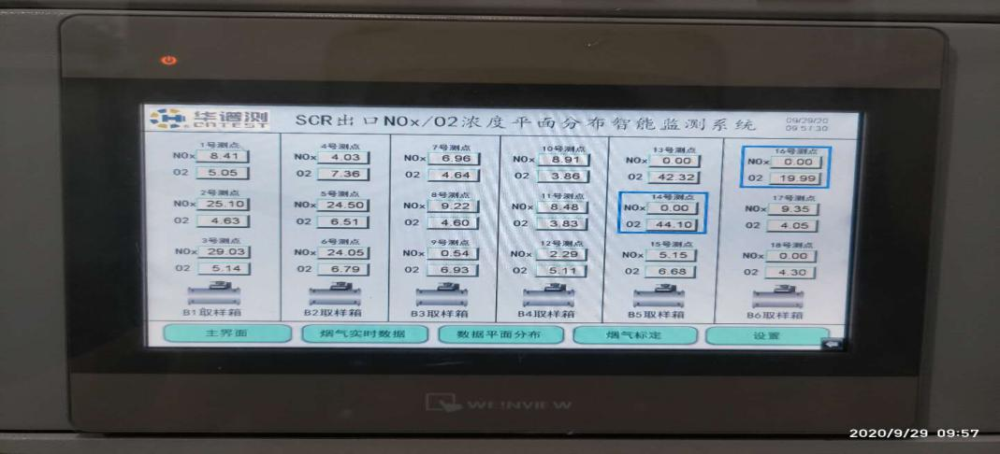 华谱测 SCR出口NOx/O2浓度平面分布智能监测系统 09/29/20
CATEST 09:57:30
1号测点 4号测点 7号测点 10号测点 13号测点 16号测点
NOx 8.41 NOx 4.03 NOx 6.96 NOx 8.91 NOx 0.00 NOx 0.00
O2 5.05 O2 7.36 O2 4.64 O2 3.86 O2 42.32 O2 19.99
2号测点 5号测点 8号测点 11号测点 14号测点 17号测点
NOx 25.10 NOx 24.50 NOx 9.22 NOx 8.48 NOx 0.00 NOx 9.35
O2 4.63 O2 6.51 O2 4.60 O2 3.83 O2 44.10 O2 4.05
3号测点 6号测点 9号测点 12号测点 15号测点 18号测点
NOx 29.03 NOx 24.05 NOx 0.54 NOx 2.29 NOx 5.15 NOx 0.00
O2 5.14 O2 6.79 O2 6.93 O2 5.11 O2 6.68 O2 4.30
B1取样箱 B2取样箱 B3取样箱 B4取样箱 B5取样箱 B6取样箱
主界面 烟气实时数据 数据平面分布 烟气标定 设置
WEINVIEW
2020/9/29 09:57